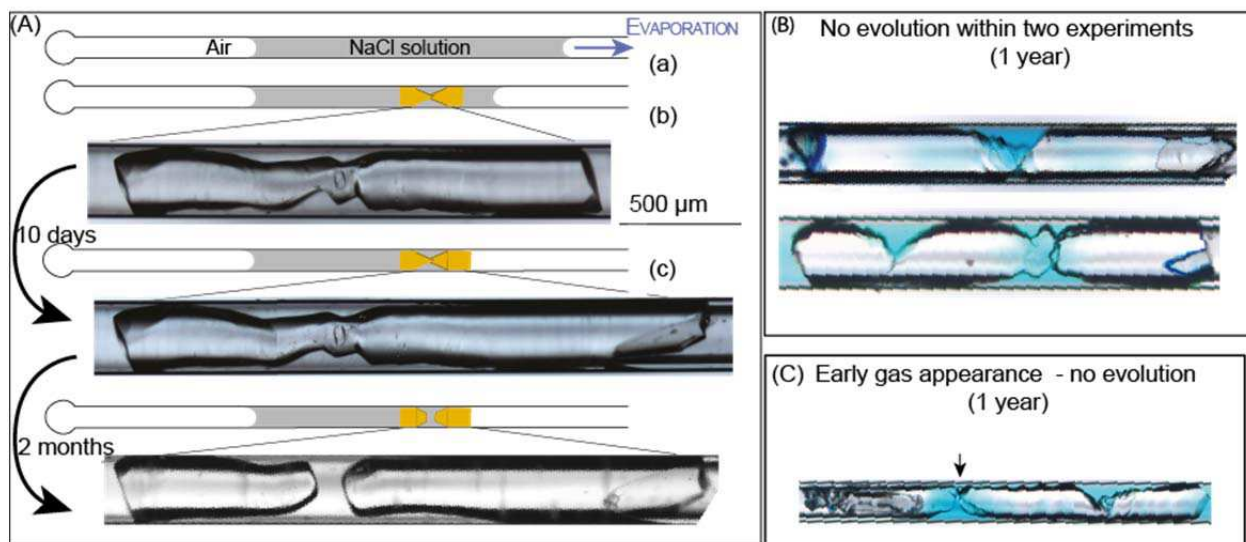 (A)
EVAPORATION
Air
NaCl solution
(a)
(b)
500 µm
10 days
(c)
2 months
(B)
No evolution within two experiments
(1 year)
(C) Early gas appearance - no evolution
(1 year)